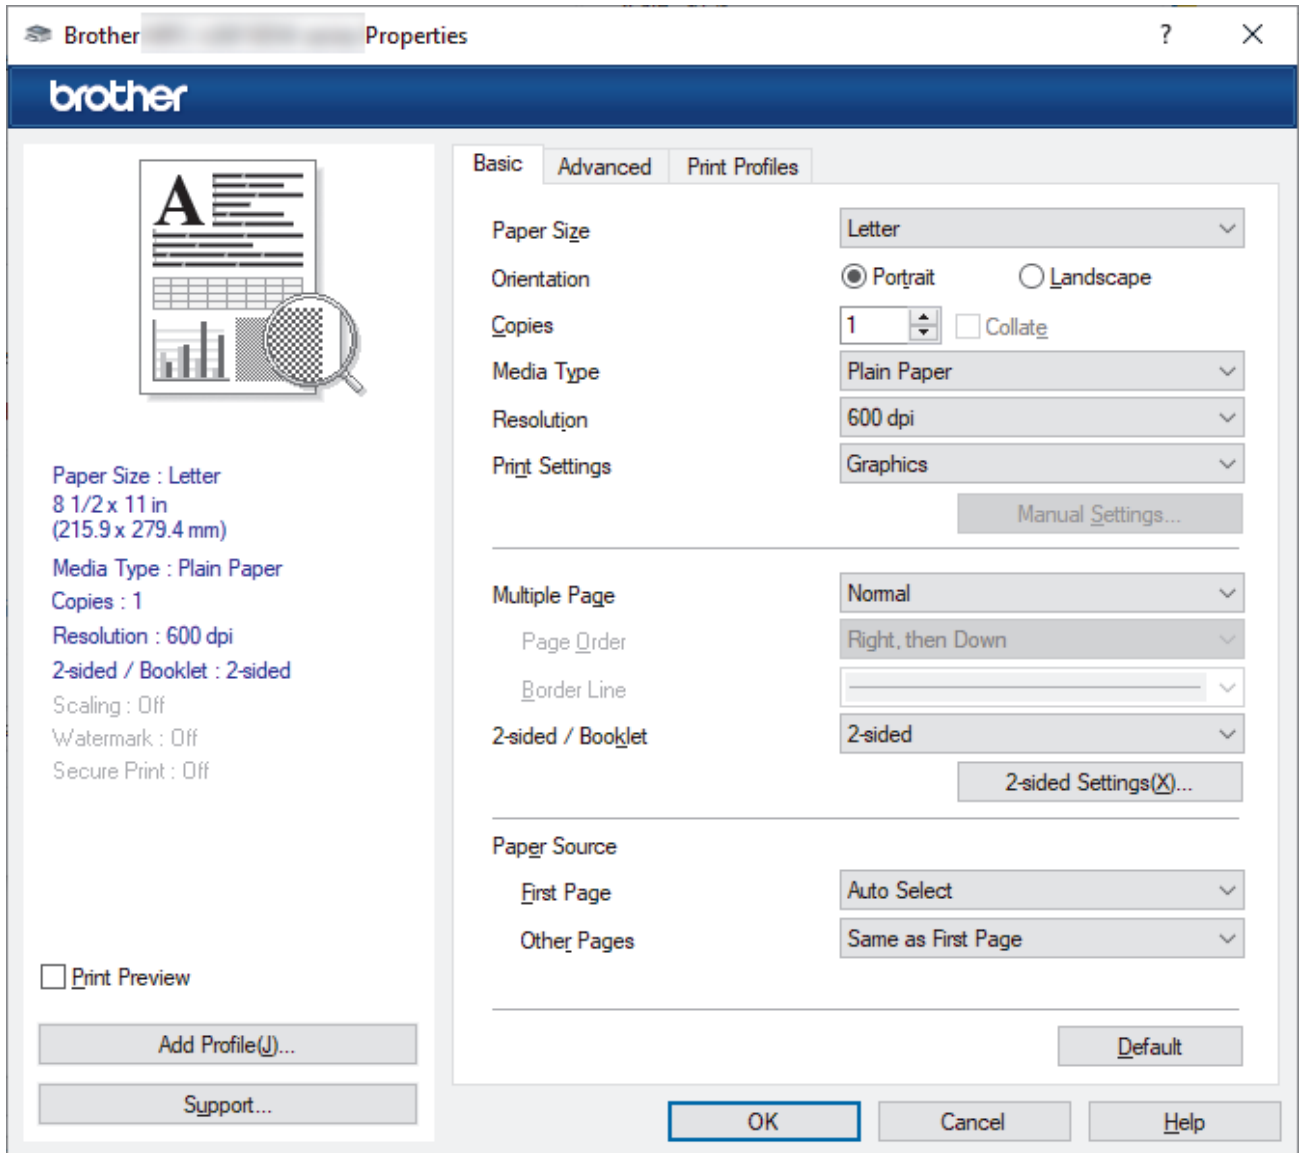 Brother Properties
?
brother
A
Paper Size : Letter
8 1/2 x 11 in
(215.9 x 279.4 mm)
Media Type : Plain Paper
Copies : 1
Resolution : 600 dpi
2-sided / Booklet : 2-sided
Scaling : Off
Watermark : Off
Secure Print : Off
Print Preview
Add Profile(J)...
Support...
Basic Advanced Print Profiles
Paper Size Letter
Orientation Portrait Landscape
Copies 1 Collate
Media Type Plain Paper
Resolution 600 dpi
Print Settings Graphics
Manual Settings...
Multiple Page Normal
Page Order Right, then Down
Border Line
2-sided / Booklet 2-sided
2-sided Settings(X)...
Paper Source
First Page Auto Select
Other Pages Same as First Page
Default
OK Cancel Help